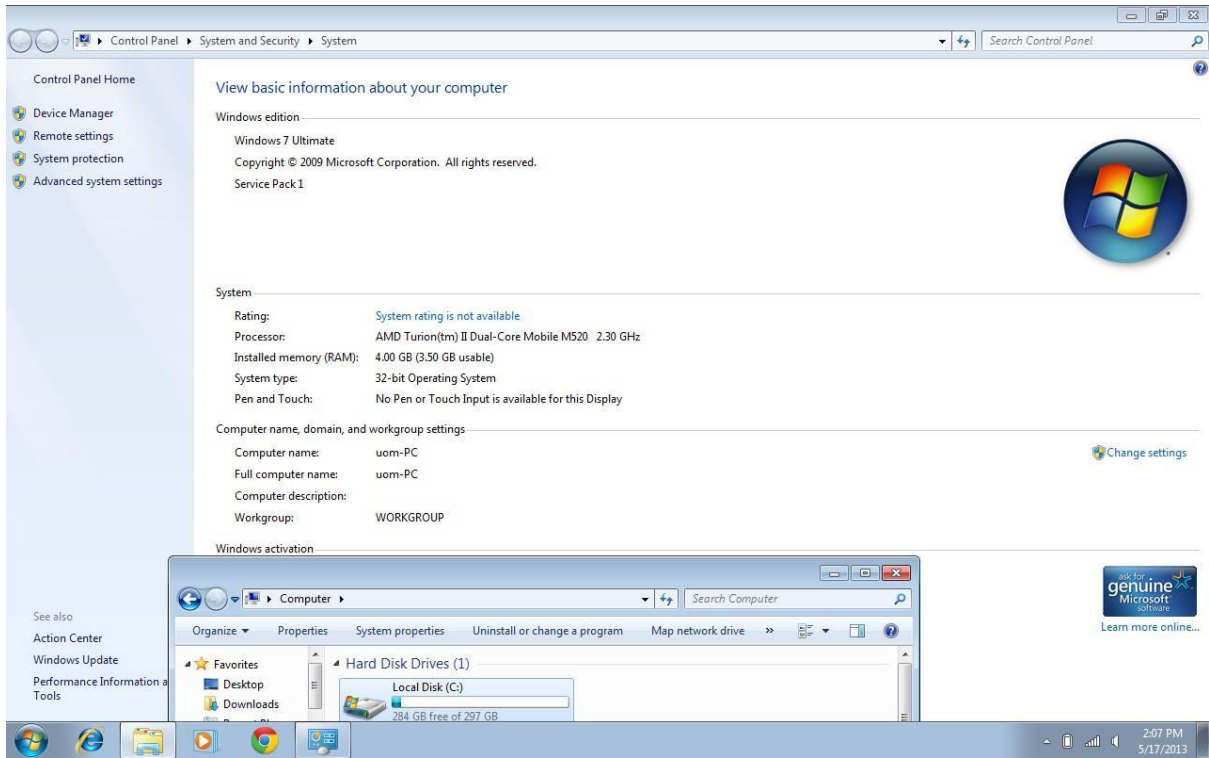 Control Panel ▸ System and Security ▸ System
Search Control Panel
Control Panel Home
Device Manager
Remote settings
System protection
Advanced system settings
View basic information about your computer
Windows edition
Windows 7 Ultimate
Copyright © 2009 Microsoft Corporation. All rights reserved.
Service Pack 1
System
Rating: System rating is not available
Processor: AMD Turion(tm) II Dual-Core Mobile M520 2.30 GHz
Installed memory (RAM): 4.00 GB (3.50 GB usable)
System type: 32-bit Operating System
Pen and Touch: No Pen or Touch Input is available for this Display
Computer name, domain, and workgroup settings
Computer name: uom-PC
Change settings
Full computer name: uom-PC
Computer description:
Workgroup: WORKGROUP
Windows activation
ask for
genuine
Microsoft
software
Learn more online...
See also
Action Center
Windows Update
Performance Information a
Tools
Computer ▸
Search Computer
Organize Properties System properties Uninstall or change a program Map network drive »
Favorites
Desktop
Downloads
Hard Disk Drives (1)
Local Disk (C:)
284 GB free of 297 GB
2:07 PM
5/17/2013